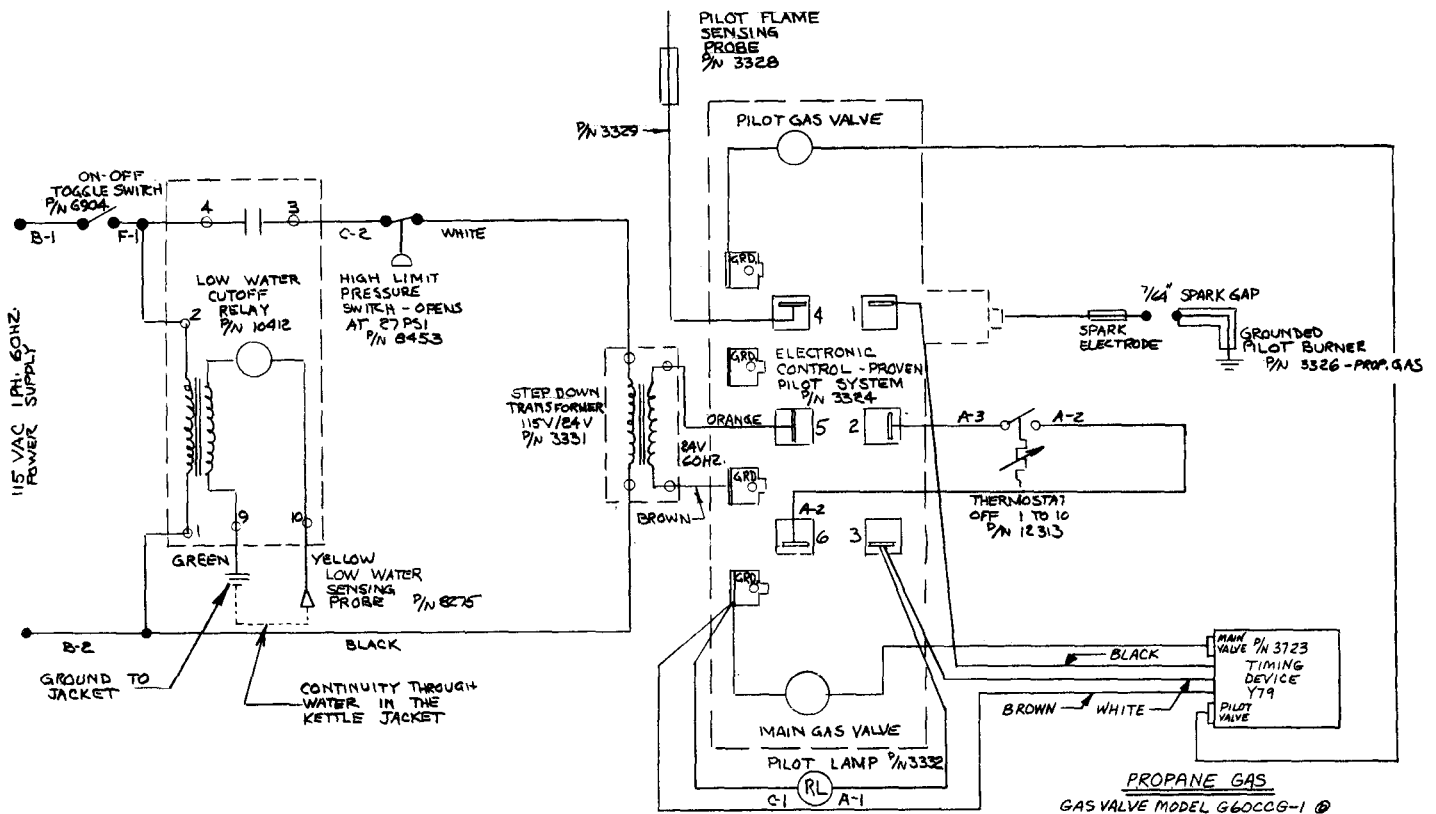 PILOT FLAME
SENSING
PROBE
P/N 3328
P/N 3329
PILOT GAS VALVE
ON-OFF
TOGGLE SWITCH
P/N 6904
4
3
B-1
F-1
C-2
WHITE
LOW WATER
CUTOFF
RELAY
P/N 10412
2
HIGH LIMIT
PRESSURE
SWITCH - OPENS
AT 27 PSI
P/N 8453
115 VAC 1 PH. 60HZ.
POWER SUPPLY
GRD.
4
1
7/64" SPARK GAP
SPARK
ELECTRODE
GROUNDED
PILOT BURNER
P/N 3326 - PROP. GAS
GRD.
ELECTRONIC
CONTROL - PROVEN
PILOT SYSTEM
P/N 3324
STEP DOWN
TRANSFORMER
115V/24V
P/N 3331
ORANGE
5
2
A-3
A-2
24V
60HZ.
GRD.
BROWN
THERMOSTAT
OFF 1 TO 10
P/N 12313
A-2
6
3
1
9
10
GREEN
YELLOW
LOW WATER
SENSING
PROBE P/N 8275
GRD.
B-2
BLACK
GROUND TO
JACKET
CONTINUITY THROUGH
WATER IN THE
KETTLE JACKET
MAIN
VALVE
P/N 3723
TIMING
DEVICE
Y79
PILOT
VALVE
BLACK
BROWN
WHITE
MAIN GAS VALVE
PILOT LAMP P/N 3332
C-1
RL
A-1
PROPANE GAS
GAS VALVE MODEL G60CCG-1